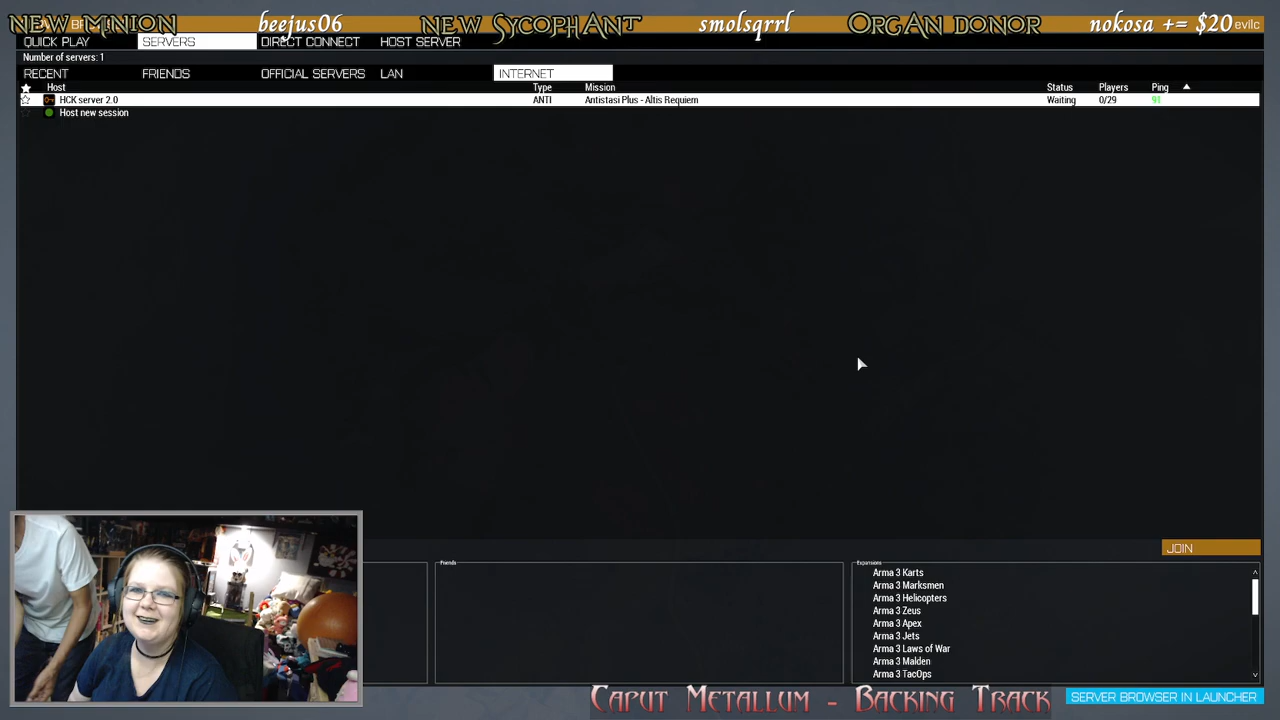 NEW MINION beejus06 NEW SYCOPHANT smolsqrrl ORGAN DONOR nokosa += $20 evilc
QUICK PLAY SERVERS DIRECT CONNECT HOST SERVER
Number of servers: 1
RECENT FRIENDS OFFICIAL SERVERS LAN INTERNET
Host Type Mission Status Players Ping
HCK server 2.0 ANTI Antistasi Plus - Altis Requiem Waiting 0/29 91
Host new session
JOIN
Friends Expansions
Arma 3 Karts
Arma 3 Marksmen
Arma 3 Helicopters
Arma 3 Zeus
Arma 3 Apex
Arma 3 Jets
Arma 3 Laws of War
Arma 3 Malden
Arma 3 TacOps
CAPUT METALLUM - BACKING TRACK SERVER BROWSER IN LAUNCHER